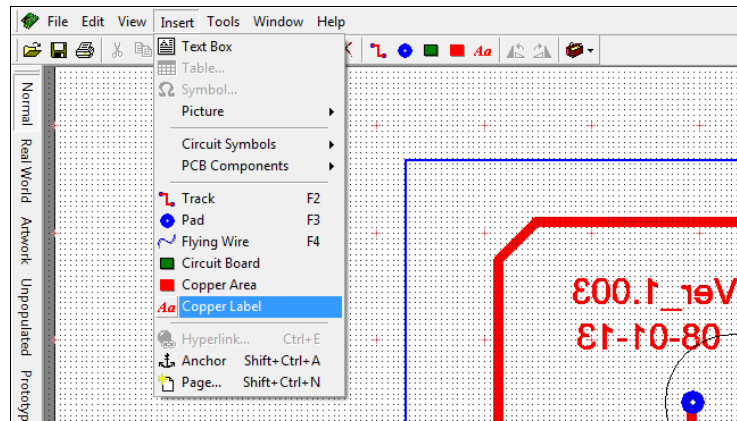 File Edit View Insert Tools Window Help
Aa
Text Box
Table...
Symbol...
Picture
Circuit Symbols
PCB Components
Track F2
Pad F3
Flying Wire F4
Circuit Board
Copper Area
Aa Copper Label
Hyperlink... Ctrl+E
Anchor Shift+Ctrl+A
Page... Shift+Ctrl+N
Normal
Real World
Artwork
Unpopulated
Prototyp
Ver_1.003
08-01-13